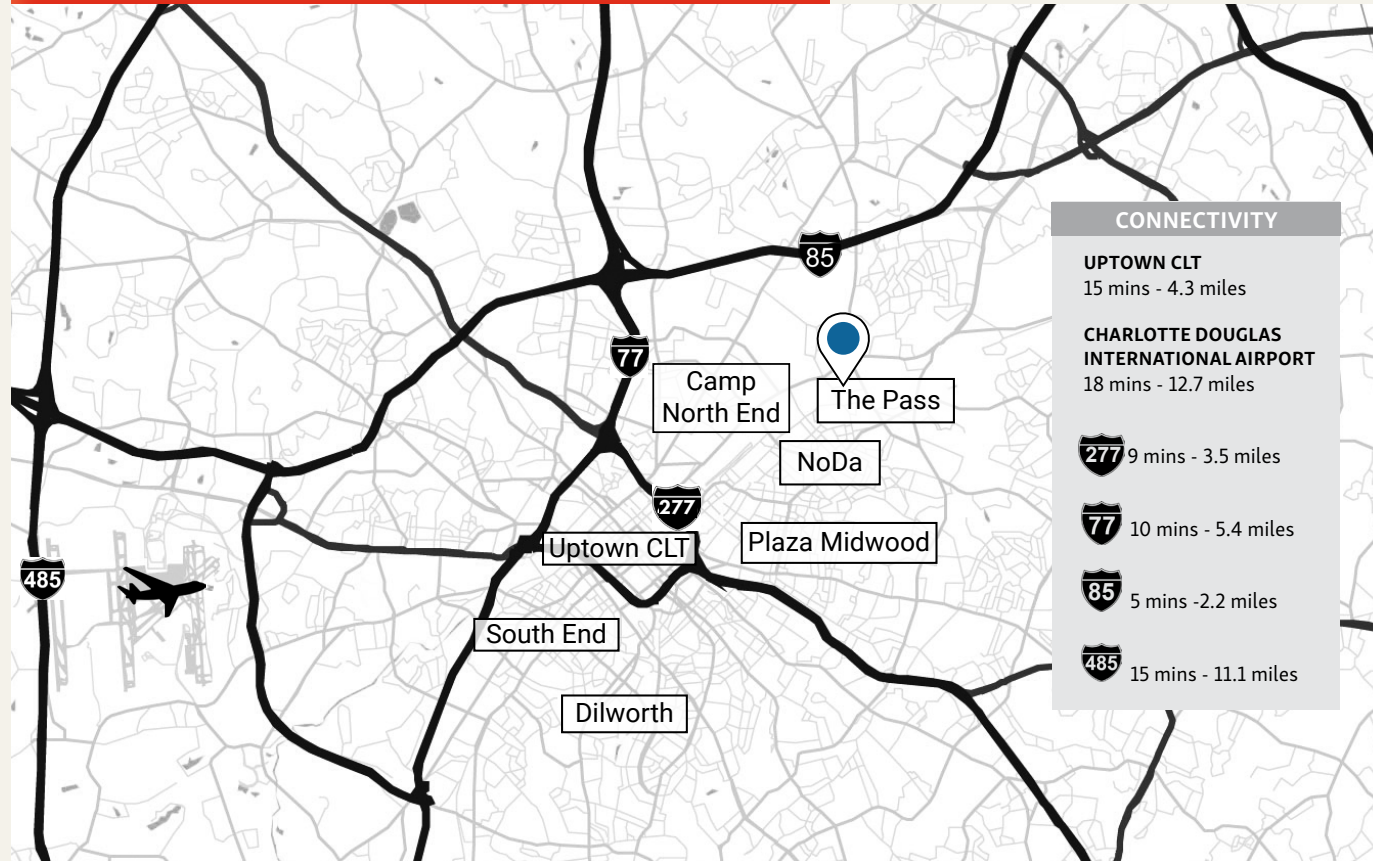 85
77
Camp
North End
The Pass
NoDa
277
Uptown CLT
Plaza Midwood
485
South End
Dilworth
CONNECTIVITY
UPTOWN CLT
15 mins - 4.3 miles
CHARLOTTE DOUGLAS
INTERNATIONAL AIRPORT
18 mins - 12.7 miles
277 9 mins - 3.5 miles
77 10 mins - 5.4 miles
85 5 mins -2.2 miles
485 15 mins - 11.1 miles